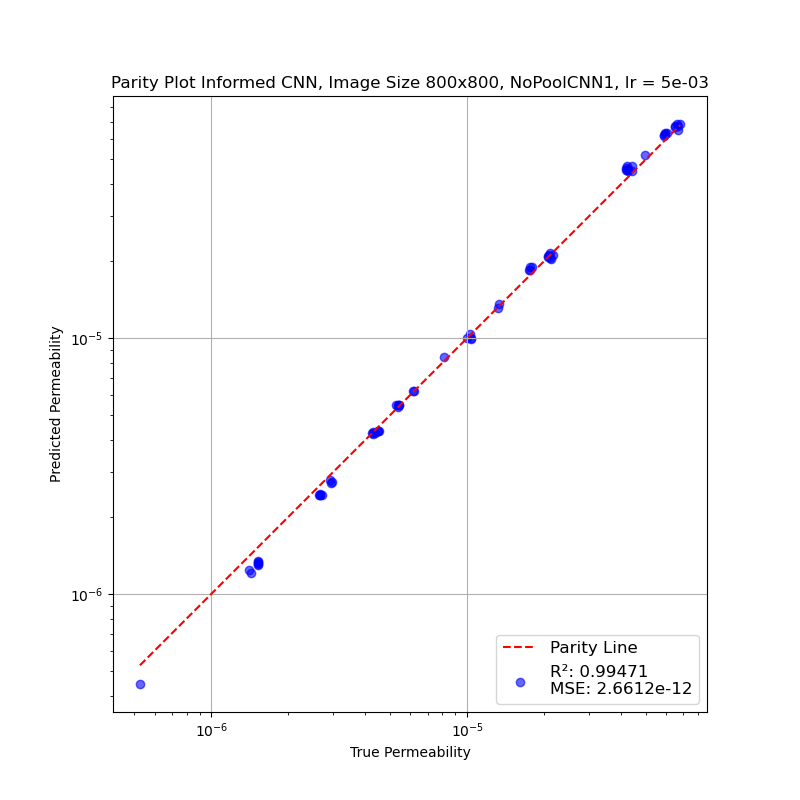 Parity Plot Informed CNN, Image Size 800x800, NoPoolCNN1, lr = 5e-03
Predicted Permeability
10⁻⁵
10⁻⁶
Parity Line
R²: 0.99471
MSE: 2.6612e-12
10⁻⁶
10⁻⁵
True Permeability